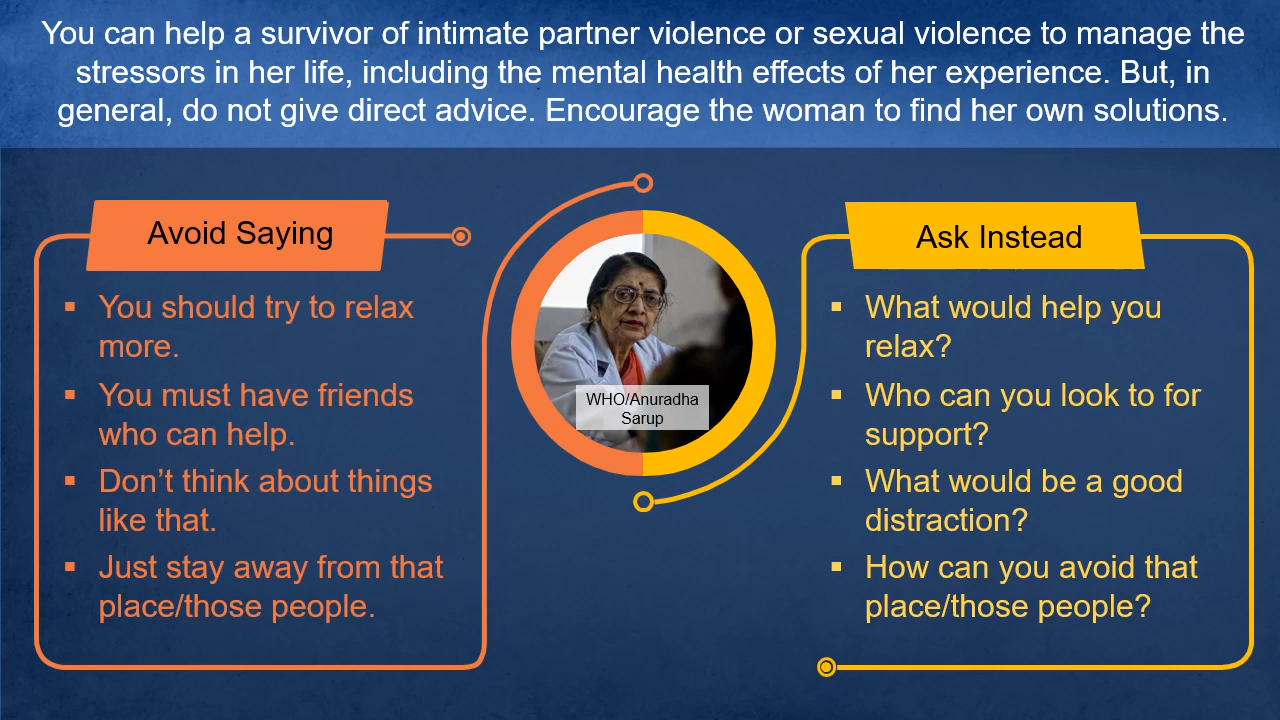 You can help a survivor of intimate partner violence or sexual violence to manage the
stressors in her life, including the mental health effects of her experience. But, in
general, do not give direct advice. Encourage the woman to find her own solutions.
Avoid Saying
▪ You should try to relax
more.
▪ You must have friends
who can help.
▪ Don’t think about things
like that.
▪ Just stay away from that
place/those people.
WHO/Anuradha
Sarup
Ask Instead
▪ What would help you
relax?
▪ Who can you look to for
support?
▪ What would be a good
distraction?
▪ How can you avoid that
place/those people?